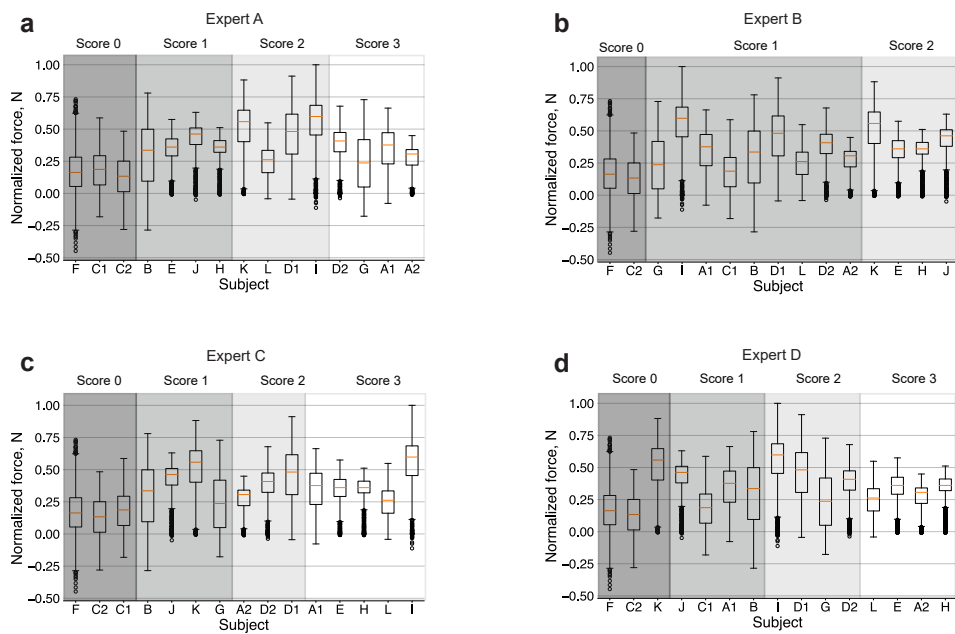 a
Expert A
Score 0 Score 1 Score 2 Score 3
Normalized force, N
1.00
0.75
0.50
0.25
0.00
−0.25
−0.50
F C1 C2 B E J H K L D1 I D2 G A1 A2
Subject
b
Expert B
Score 0 Score 1 Score 2
Normalized force, N
1.00
0.75
0.50
0.25
0.00
−0.25
−0.50
F C2 G I A1 C1 B D1 L D2 A2 K E H J
Subject
c
Expert C
Score 0 Score 1 Score 2 Score 3
Normalized force, N
1.00
0.75
0.50
0.25
0.00
−0.25
−0.50
F C2 C1 B J K G A2 D2 D1 A1 E H L I
Subject
d
Expert D
Score 0 Score 1 Score 2 Score 3
Normalized force, N
1.00
0.75
0.50
0.25
0.00
−0.25
−0.50
F C2 K J C1 A1 B I D1 G D2 L E A2 H
Subject